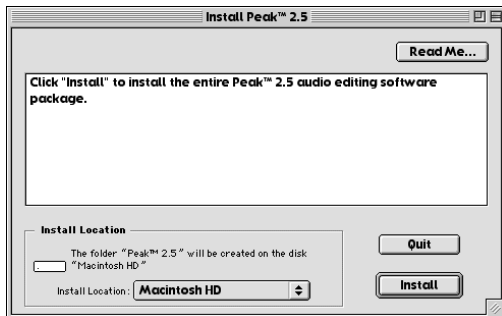 Install Peak™ 2.5
Read Me...
Click "Install" to install the entire Peak™ 2.5 audio editing software
package.
Install Location
The folder "Peak™ 2.5" will be created on the disk
"Macintosh HD"
Install Location: Macintosh HD
Quit
Install